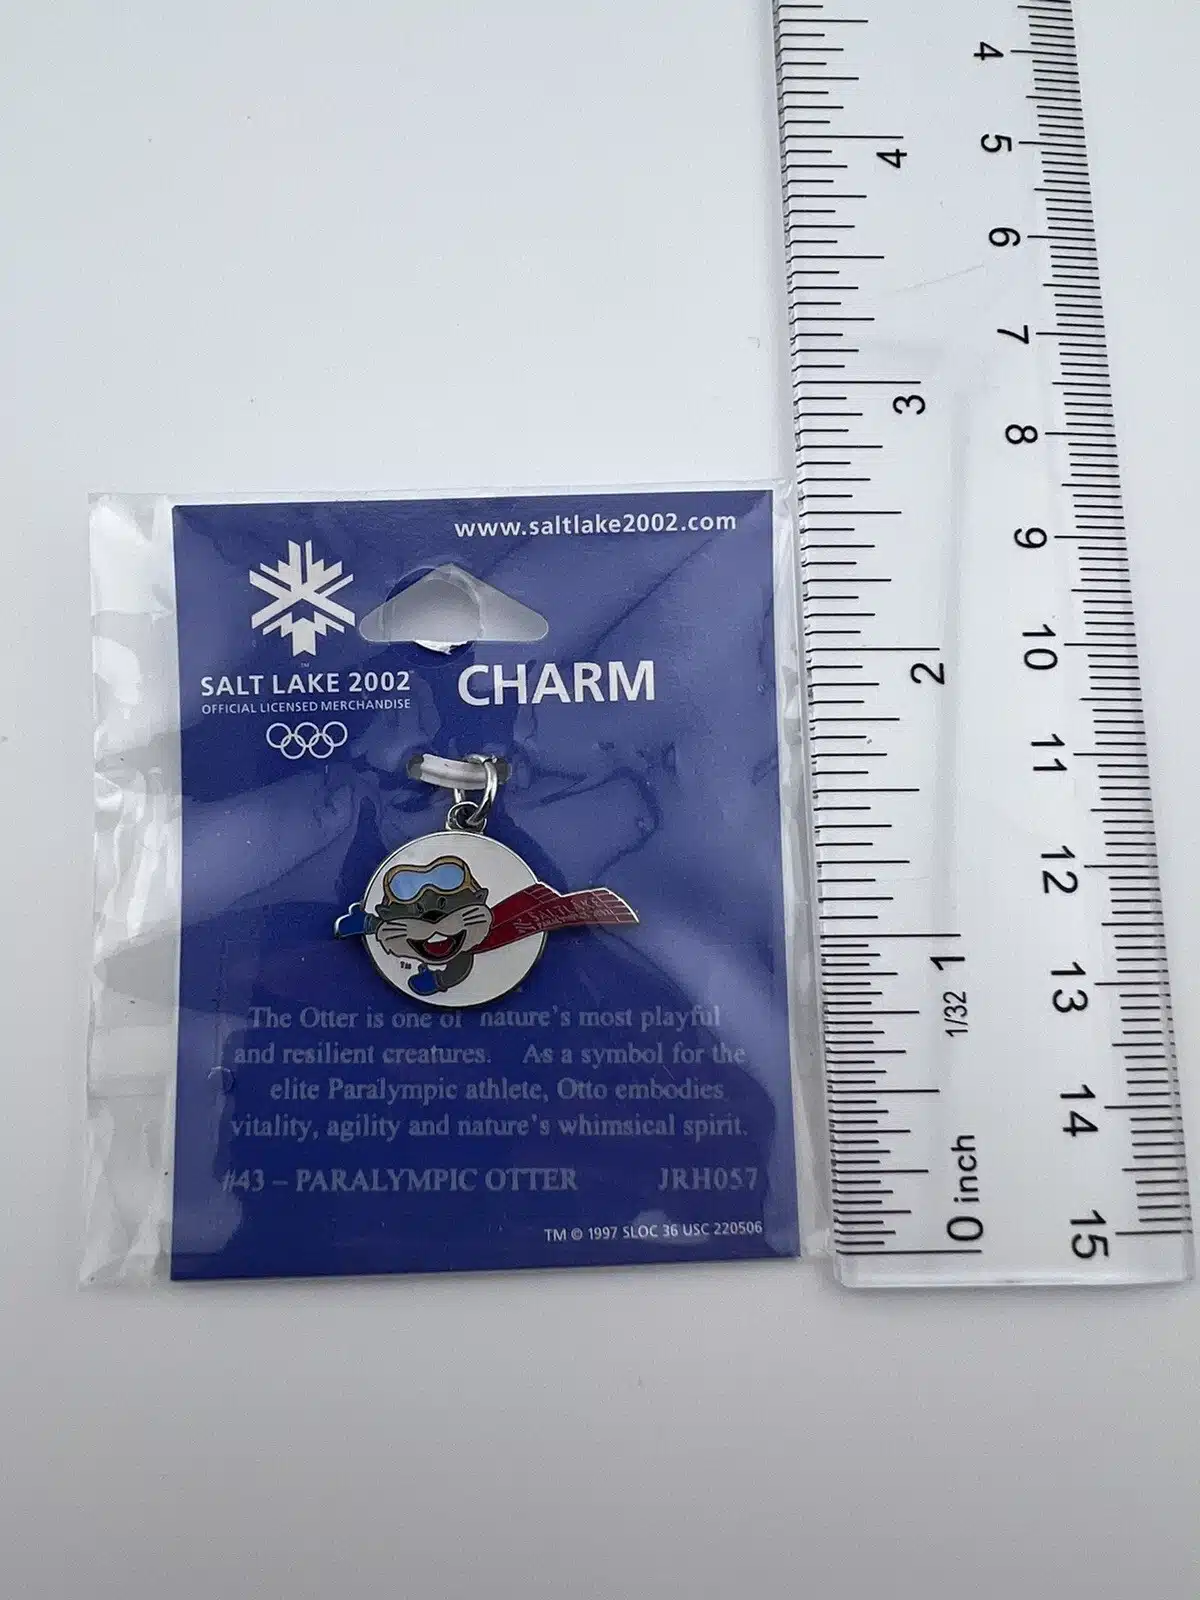 www.saltlake2002.com
SALT LAKE 2002
OFFICIAL LICENSED MERCHANDISE
CHARM
SALT LAKE
TM
The Otter is one of nature's most playful
and resilient creatures. As a symbol for the
elite Paralympic athlete, Otto embodies
vitality, agility and nature's whimsical spirit.
#43 – PARALYMPIC OTTER JRH057
TM © 1997 SLOC 36 USC 220506
4
3
2
1
1/32
0 inch
4
5
6
7
8
9
10
11
12
13
14
15